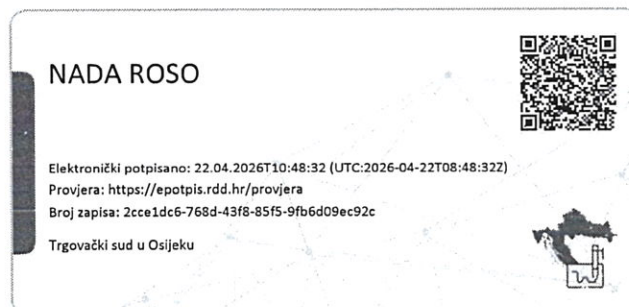 NADA ROSO
Elektronički potpisano: 22.04.2026T10:48:32 (UTC:2026-04-22T08:48:32Z)
Provjera: https://epotpis.rdd.hr/provjera
Broj zapisa: 2cce1dc6-768d-43f8-85f5-9fb6d09ec92c
Trgovački sud u Osijeku